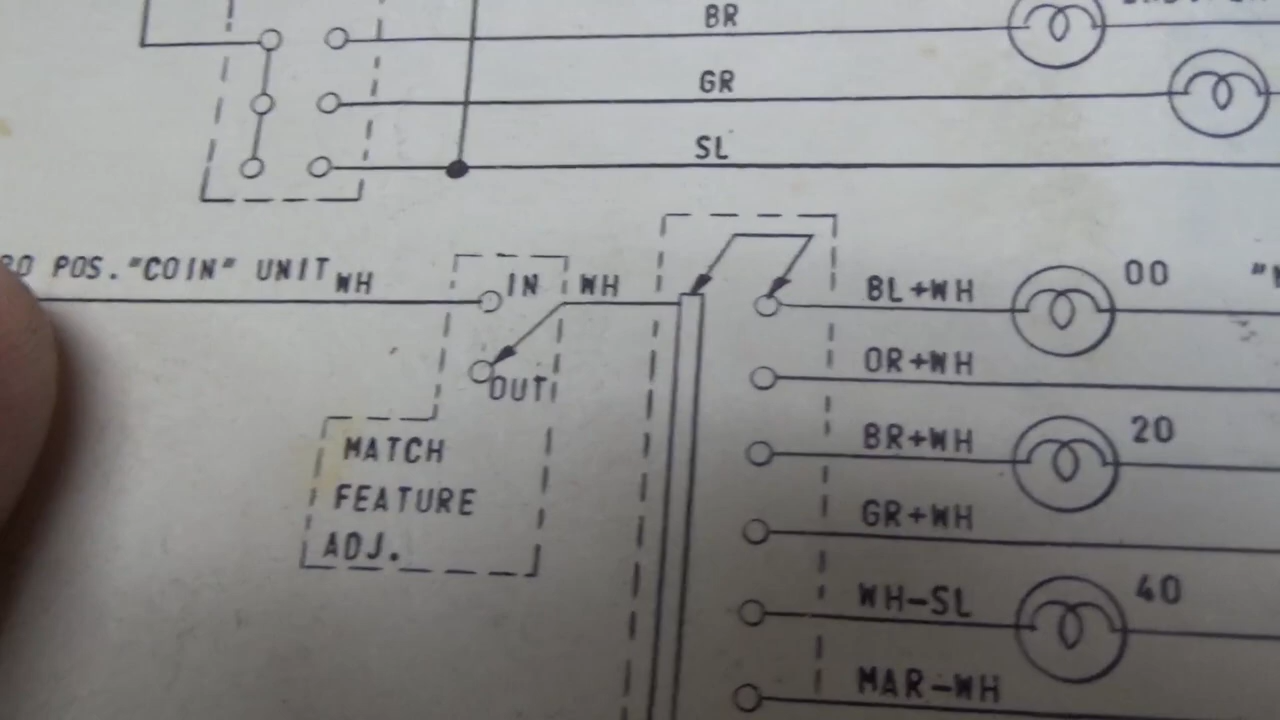 BR
GR
SL
POS. "COIN" UNIT WH
IN
WH
OUT
MATCH
FEATURE
ADJ.
BL+WH
00
OR+WH
BR+WH
20
GR+WH
WH-SL
40
MAR-WH